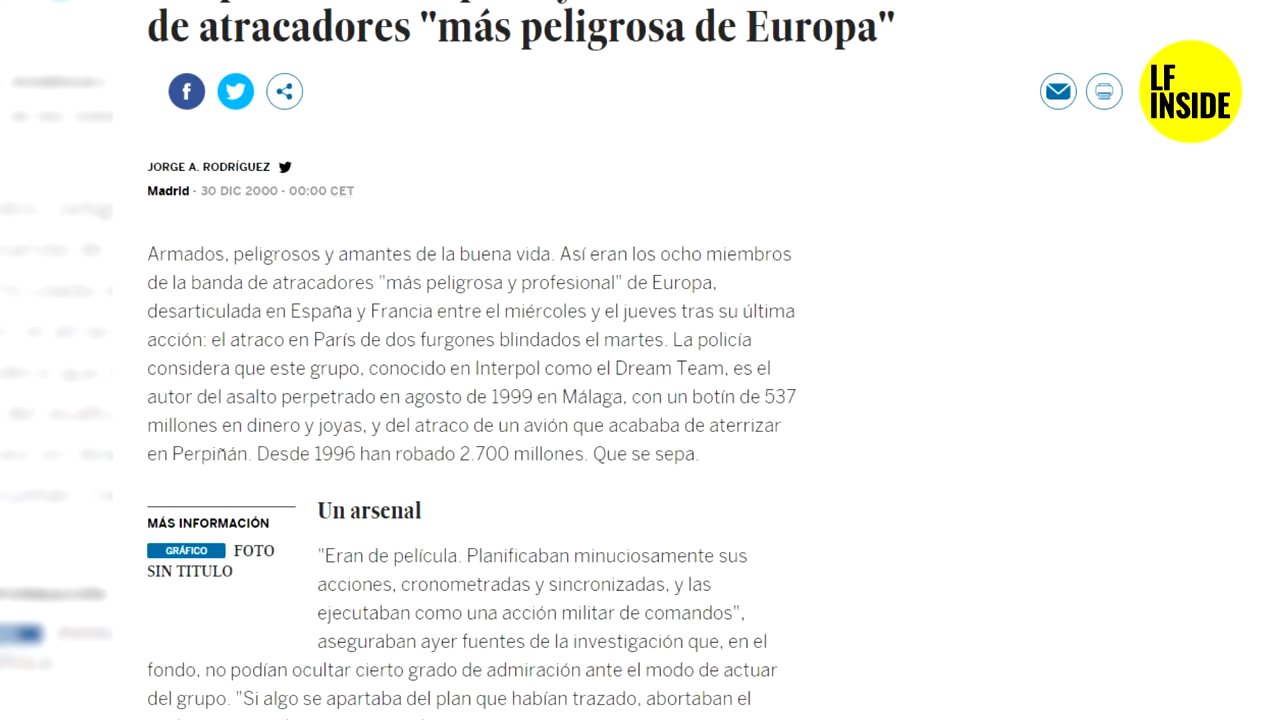 de atracadores "más peligrosa de Europa"
LF
INSIDE
JORGE A. RODRÍGUEZ
Madrid - 30 DIC 2000 - 00:00 CET
Armados, peligrosos y amantes de la buena vida. Así eran los ocho miembros
de la banda de atracadores "más peligrosa y profesional" de Europa,
desarticulada en España y Francia entre el miércoles y el jueves tras su última
acción: el atraco en París de dos furgones blindados el martes. La policía
considera que este grupo, conocido en Interpol como el Dream Team, es el
autor del asalto perpetrado en agosto de 1999 en Málaga, con un botín de 537
millones en dinero y joyas, y del atraco de un avión que acababa de aterrizar
en Perpiñán. Desde 1996 han robado 2.700 millones. Que se sepa.
MÁS INFORMACIÓN
GRÁFICO FOTO
SIN TITULO
Un arsenal
"Eran de película. Planificaban minuciosamente sus
acciones, cronometradas y sincronizadas, y las
ejecutaban como una acción militar de comandos",
aseguraban ayer fuentes de la investigación que, en el
fondo, no podían ocultar cierto grado de admiración ante el modo de actuar
del grupo. "Si algo se apartaba del plan que habían trazado, abortaban el